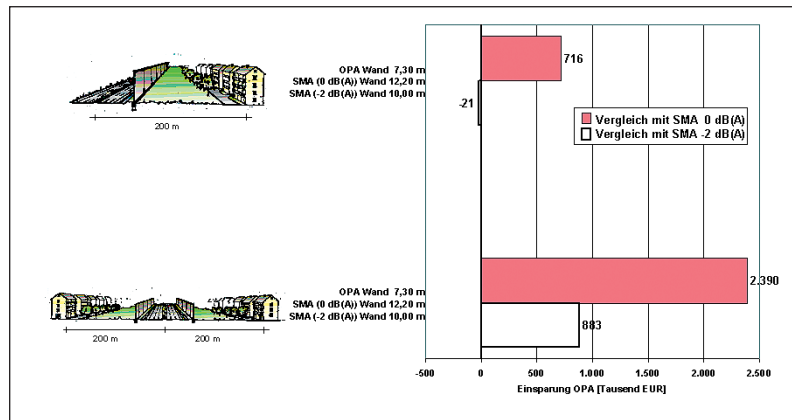 OPA Wand 7,30 m
SMA (0 dB(A)) Wand 12,20 m
SMA (-2 dB(A)) Wand 10,00 m
200 m
716
-21
Vergleich mit SMA 0 dB(A)
Vergleich mit SMA -2 dB(A)
OPA Wand 7,30 m
SMA (0 dB(A)) Wand 12,20 m
SMA (-2 dB(A)) Wand 10,00 m
200 m 200 m
2.390
883
-500 0 500 1.000 1.500 2.000 2.500
Einsparung OPA [Tausend EUR]